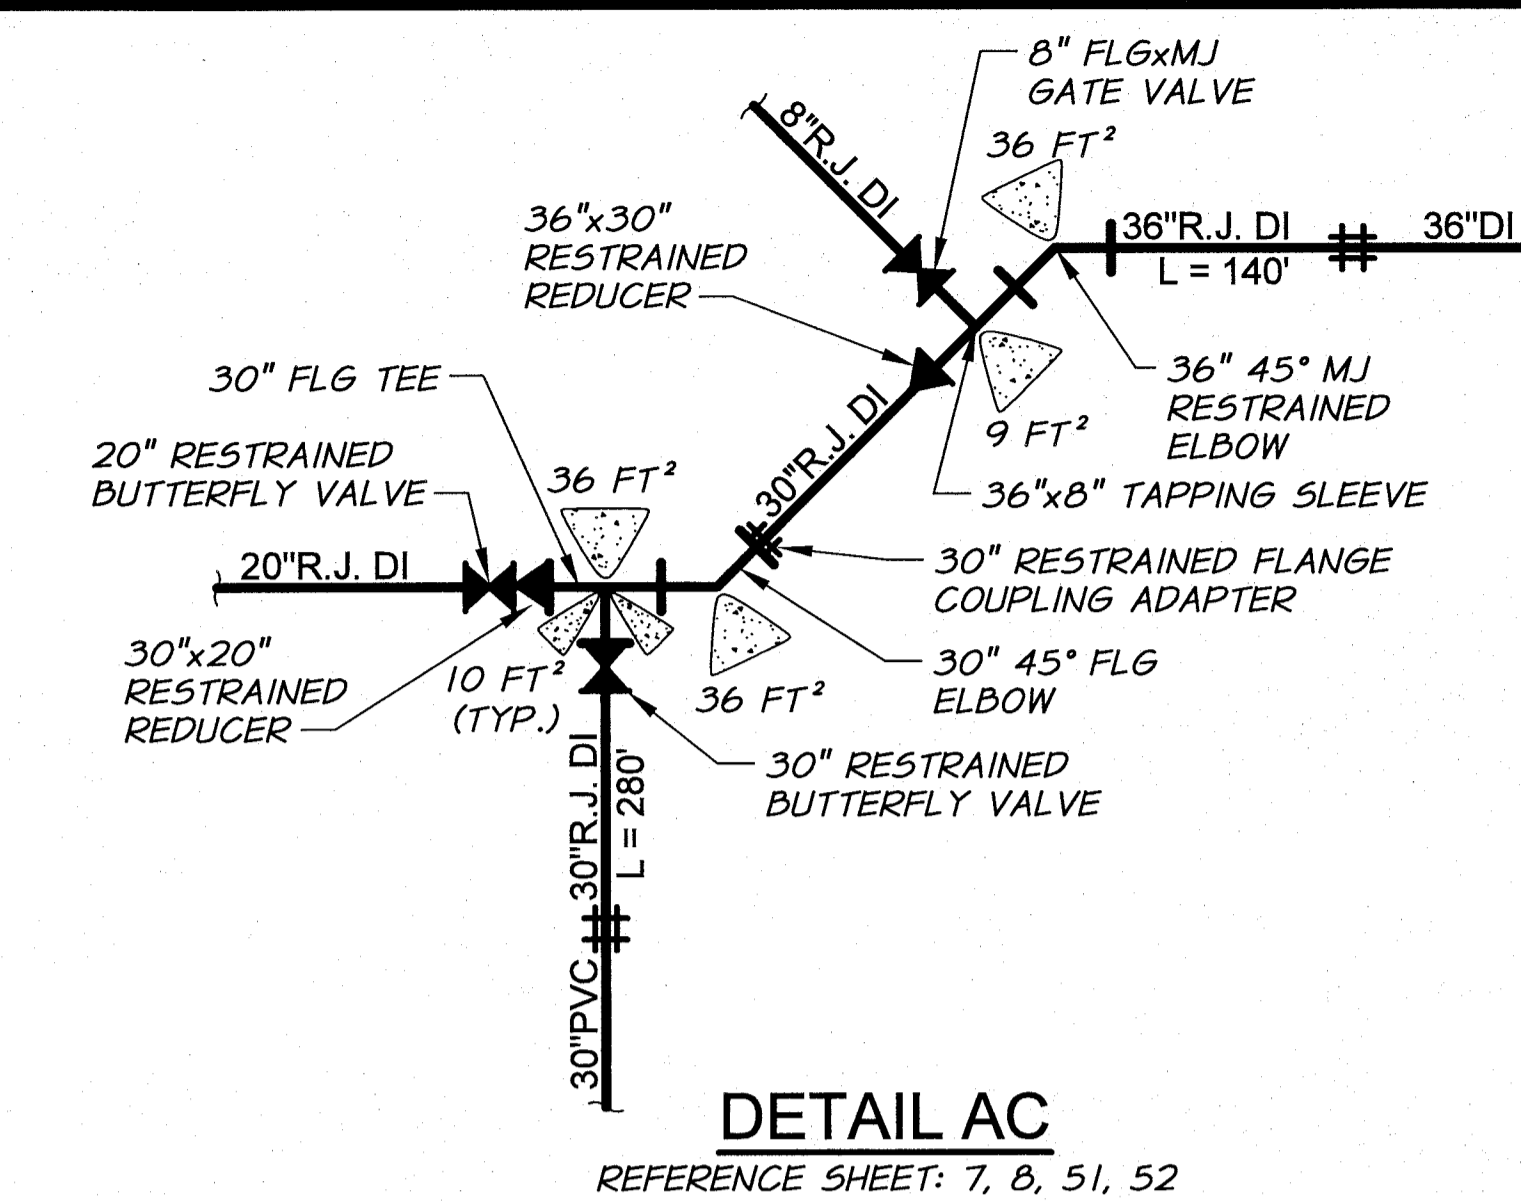 8" FLGxMJ
GATE VALVE
8"R.J. DI
36 FT²
36"x30"
RESTRAINED
REDUCER
36"R.J. DI
L = 140'
36"DI
30" FLG TEE
36" 45° MJ
RESTRAINED
ELBOW
9 FT²
20" RESTRAINED
BUTTERFLY VALVE
36 FT²
30"R.J. DI
36"x8" TAPPING SLEEVE
20"R.J. DI
30" RESTRAINED FLANGE
COUPLING ADAPTER
30"x20"
RESTRAINED
REDUCER
10 FT²
(TYP.)
36 FT²
30" 45° FLG
ELBOW
30" RESTRAINED
BUTTERFLY VALVE
30"R.J. DI
L = 280'
30"PVC
DETAIL AC
REFERENCE SHEET: 7, 8, 51, 52